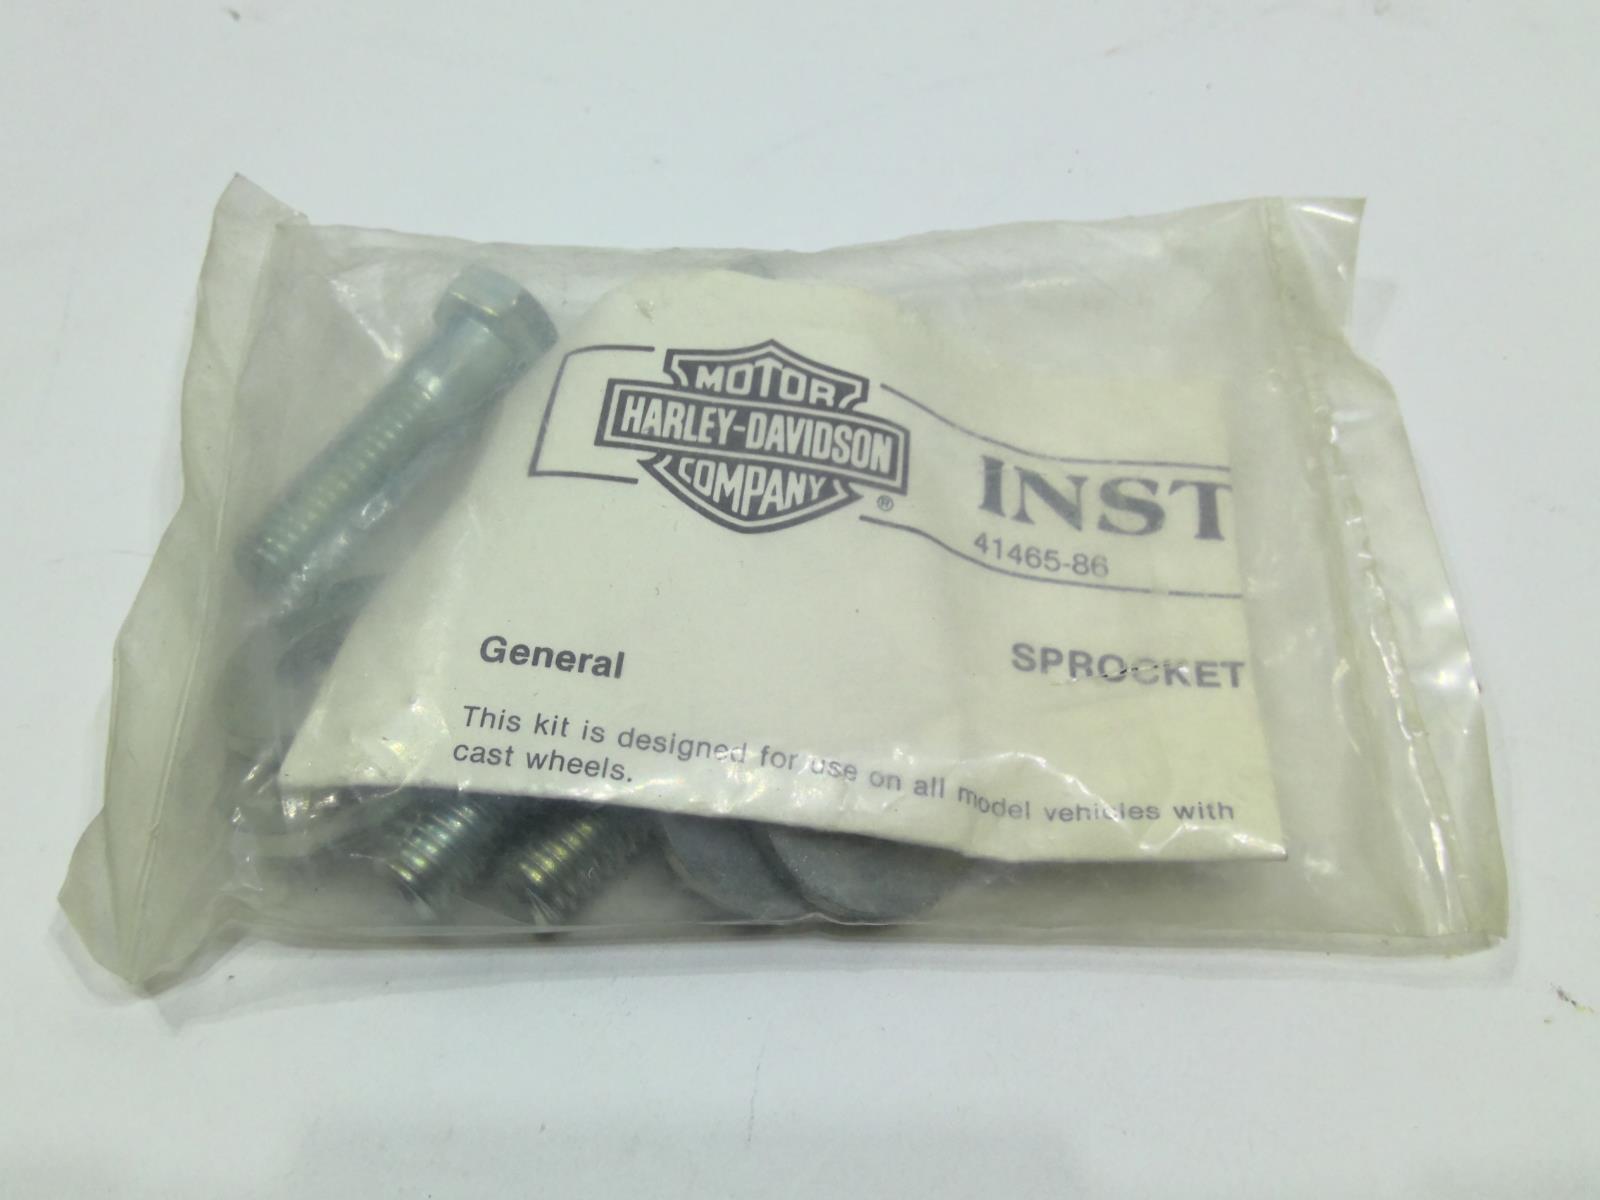 MOTOR
HARLEY-DAVIDSON
COMPANY
®
INST
41465-86
General
SPROCKET
This kit is designed for use on all model vehicles with
cast wheels.